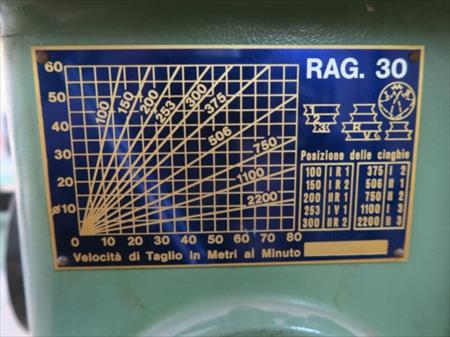 RAG. 30
60
50
40
30
20
ø10
0 10 20 30 40 50 60 70 80
100
150
200
253
300
375
506
750
1100
2200
Velocità di Taglio in Metri al Minuto
1
2
3
R
V
Posizione delle cinghie
100 I R 1 375 I 2
150 I R 2 506 II 1
200 II R 1 750 II 2
253 I V 1 1100 I 3
300 II R 2 2200 II 3